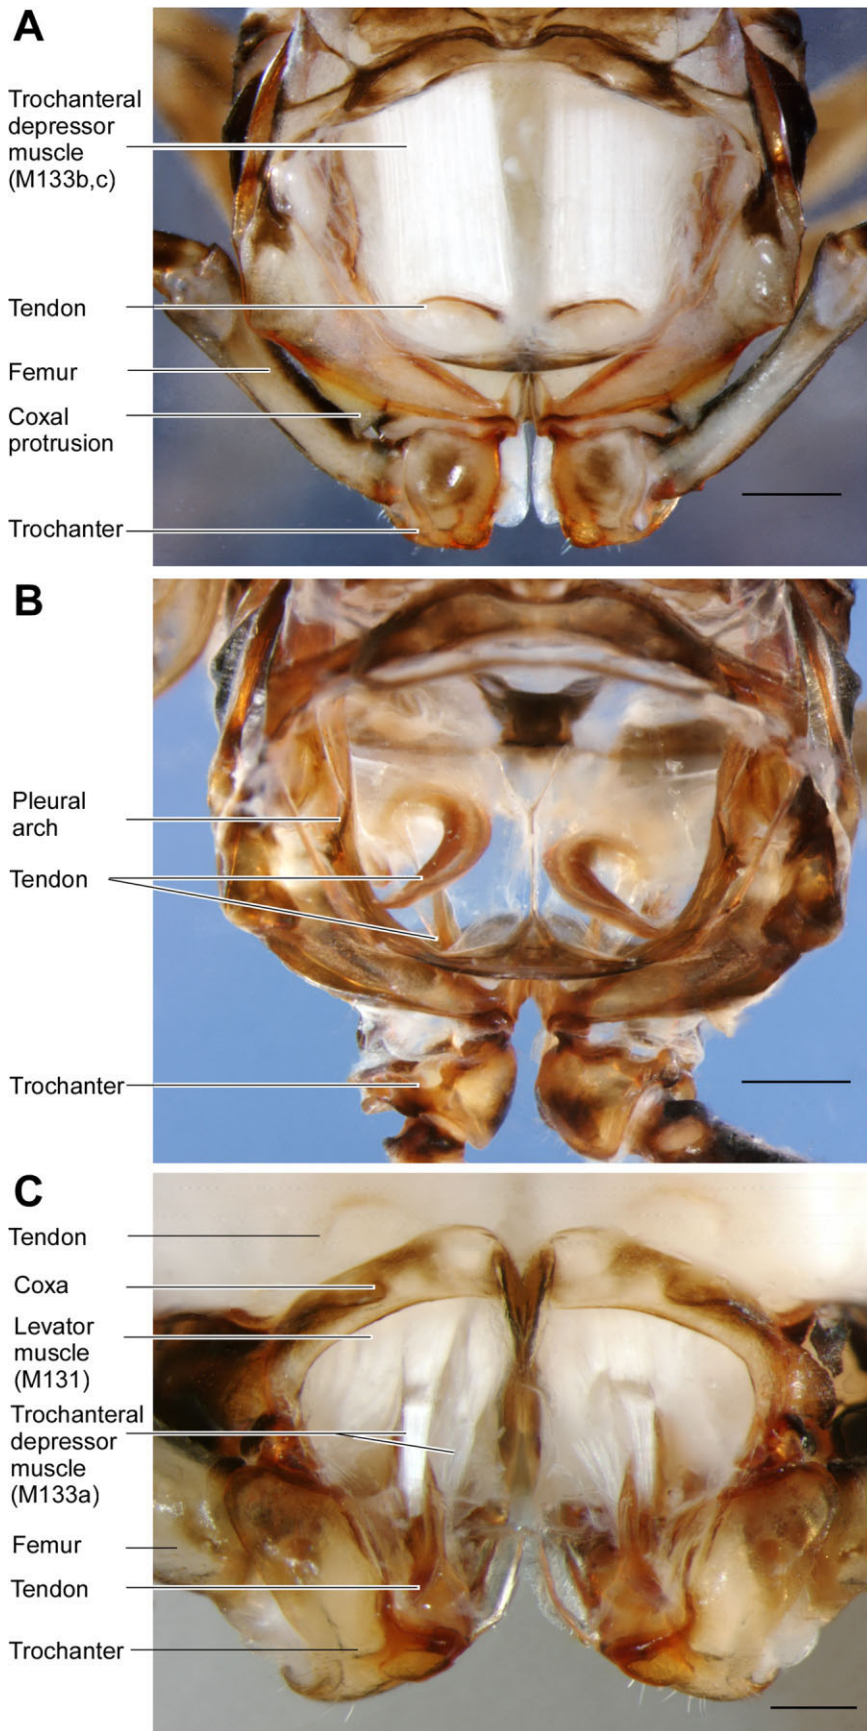 A
Trochanteral
depressor
muscle
(M133b,c)
Tendon
Femur
Coxal
protrusion
Trochanter
B
Pleural
arch
Tendon
Trochanter
C
Tendon
Coxa
Levator
muscle
(M131)
Trochanteral
depressor
muscle
(M133a)
Femur
Tendon
Trochanter